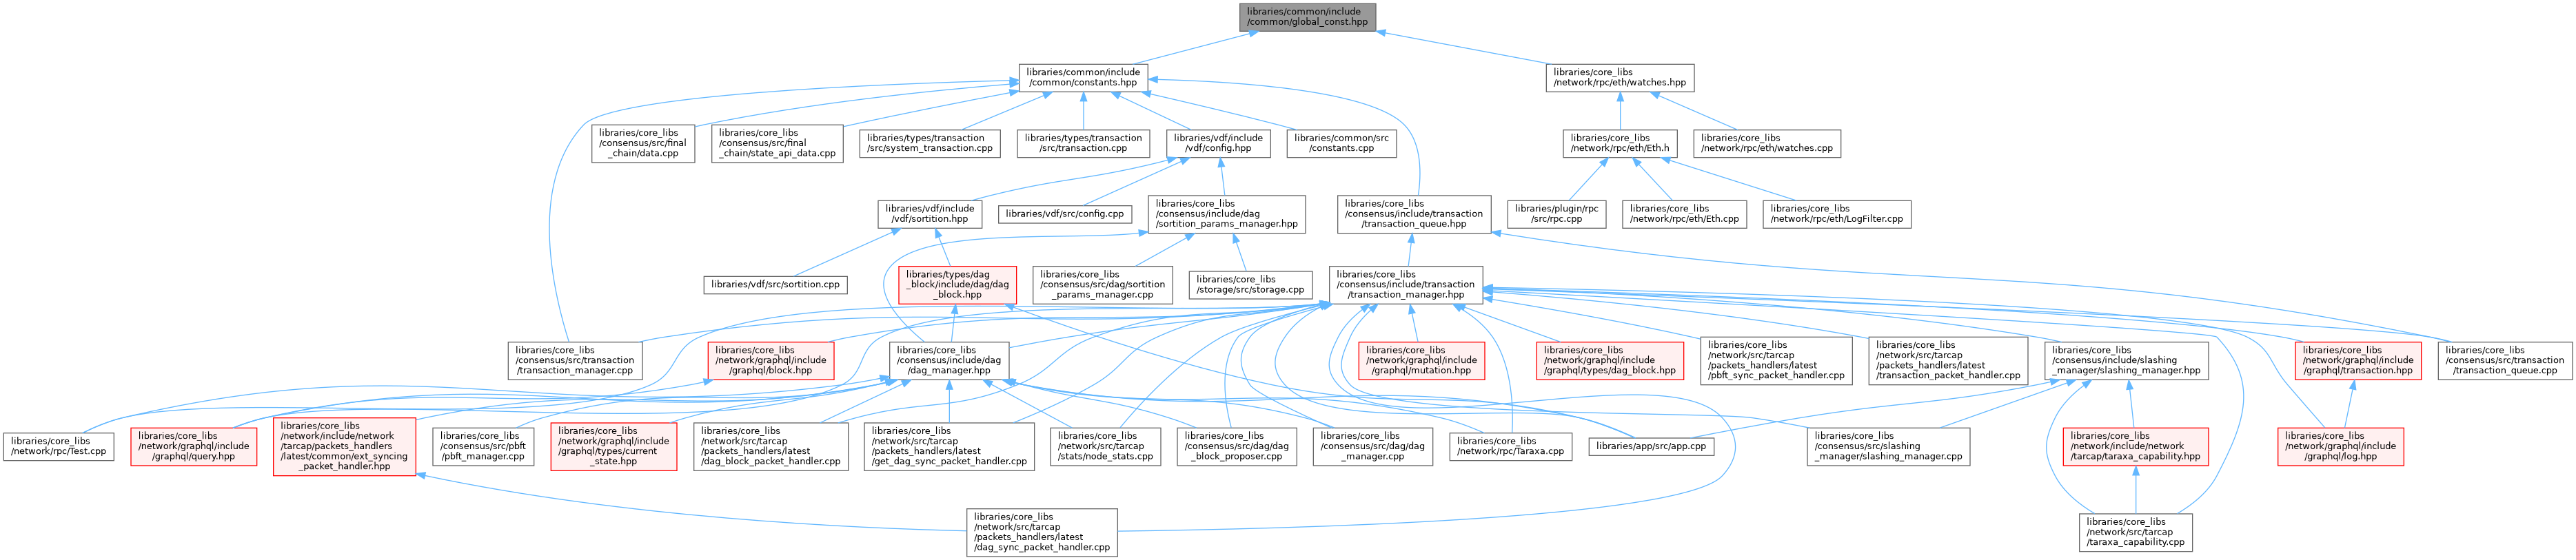 libraries/common/include
/common/global_const.hpp
libraries/common/include
/common/constants.hpp
libraries/core_libs
/network/rpc/eth/watches.hpp
libraries/core_libs
/consensus/src/final
_chain/data.cpp
libraries/core_libs
/consensus/src/final
_chain/state_api_data.cpp
libraries/types/transaction
/src/system_transaction.cpp
libraries/types/transaction
/src/transaction.cpp
libraries/vdf/include
/vdf/config.hpp
libraries/common/src
/constants.cpp
libraries/core_libs
/network/rpc/eth/Eth.h
libraries/core_libs
/network/rpc/eth/watches.cpp
libraries/vdf/include
/vdf/sortition.hpp
libraries/vdf/src/config.cpp
libraries/core_libs
/consensus/include/dag
/sortition_params_manager.hpp
libraries/core_libs
/consensus/include/transaction
/transaction_queue.hpp
libraries/plugin/rpc
/src/rpc.cpp
libraries/core_libs
/network/rpc/eth/Eth.cpp
libraries/core_libs
/network/rpc/eth/LogFilter.cpp
libraries/vdf/src/sortition.cpp
libraries/types/dag
_block/include/dag/dag
_block.hpp
libraries/core_libs
/consensus/src/dag/sortition
_params_manager.cpp
libraries/core_libs
/storage/src/storage.cpp
libraries/core_libs
/consensus/include/transaction
/transaction_manager.hpp
libraries/core_libs
/consensus/src/transaction
/transaction_manager.cpp
libraries/core_libs
/network/graphql/include
/graphql/block.hpp
libraries/core_libs
/consensus/include/dag
/dag_manager.hpp
libraries/core_libs
/network/graphql/include
/graphql/mutation.hpp
libraries/core_libs
/network/graphql/include
/graphql/types/dag_block.hpp
libraries/core_libs
/network/src/tarcap
/packets_handlers/latest
/pbft_sync_packet_handler.cpp
libraries/core_libs
/network/src/tarcap
/packets_handlers/latest
/transaction_packet_handler.cpp
libraries/core_libs
/consensus/include/slashing
_manager/slashing_manager.hpp
libraries/core_libs
/network/graphql/include
/graphql/transaction.hpp
libraries/core_libs
/consensus/src/transaction
/transaction_queue.cpp
libraries/core_libs
/network/rpc/Test.cpp
libraries/core_libs
/network/graphql/include
/graphql/query.hpp
libraries/core_libs
/network/include/network
/tarcap/packets_handlers
/latest/common/ext_syncing
_packet_handler.hpp
libraries/core_libs
/consensus/src/pbft
/pbft_manager.cpp
libraries/core_libs
/network/graphql/include
/graphql/types/current
_state.hpp
libraries/core_libs
/network/src/tarcap
/packets_handlers/latest
/dag_block_packet_handler.cpp
libraries/core_libs
/network/src/tarcap
/packets_handlers/latest
/get_dag_sync_packet_handler.cpp
libraries/core_libs
/network/src/tarcap
/stats/node_stats.cpp
libraries/core_libs
/consensus/src/dag/dag
_block_proposer.cpp
libraries/core_libs
/consensus/src/dag/dag
_manager.cpp
libraries/core_libs
/network/rpc/Taraxa.cpp
libraries/app/src/app.cpp
libraries/core_libs
/consensus/src/slashing
_manager/slashing_manager.cpp
libraries/core_libs
/network/include/network
/tarcap/taraxa_capability.hpp
libraries/core_libs
/network/graphql/include
/graphql/log.hpp
libraries/core_libs
/network/src/tarcap
/packets_handlers/latest
/dag_sync_packet_handler.cpp
libraries/core_libs
/network/src/tarcap
/taraxa_capability.cpp